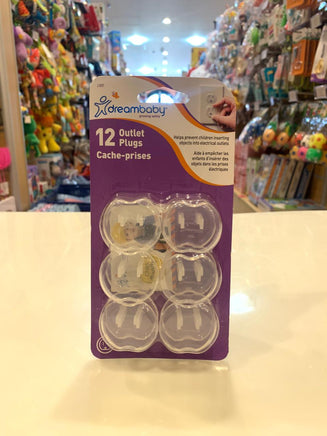 dreambaby
12 Outlet
Plugs
Cache-prises
Helps prevent children inserting
objects into electrical outlets
Aide à empêcher les
enfants d'insérer des
objets dans les prises
électriques